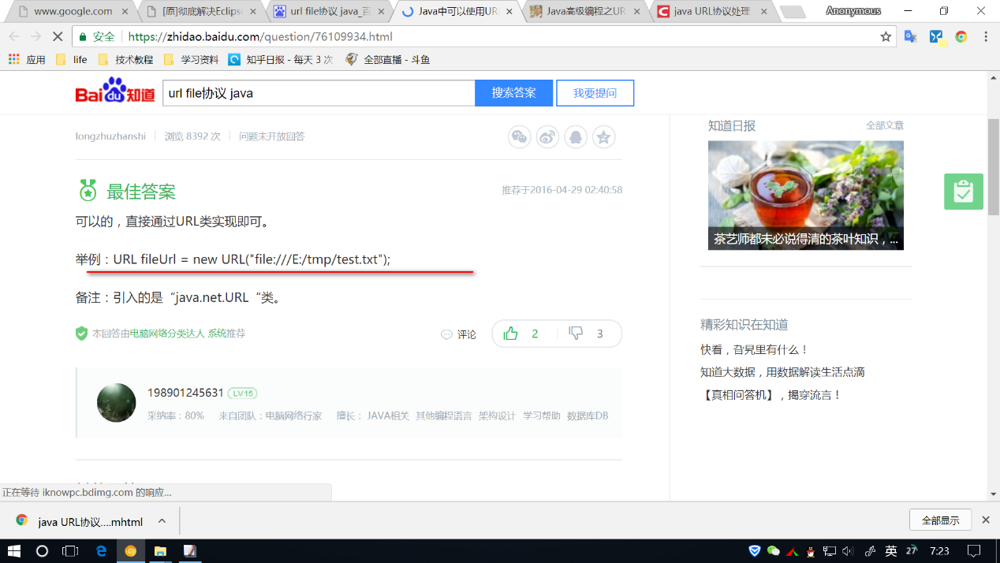 www.google.com
[原]彻底解决Eclips
url file协议 java_百
Java中可以使用UR
Java高级编程之UR
java URL协议处理
Anonymous
安全
https://zhidao.baidu.com/question/76109934.html
应用
life
技术教程
学习资料
知乎日报 - 每天 3 次
全部直播 - 斗鱼
Bai du 知道
url file协议 java
搜索答案
我要提问
longzhuzhanshi
浏览 8392 次
问题未开放回答
最佳答案
推荐于2016-04-29 02:40:58
可以的，直接通过URL类实现即可。
举例：URL fileUrl = new URL("file:///E:/tmp/test.txt");
备注：引入的是“java.net.URL“类。
本回答由电脑网络分类达人 系统推荐
评论
2
3
198901245631
LV15
采纳率：80%
来自团队：电脑网络行家
擅长： JAVA相关 其他编程语言 架构设计 学习帮助 数据库DB
知道日报
全部文章
茶艺师都未必说得清的茶叶知识，...
精彩知识在知道
快看，旮旯里有什么！
知道大数据，用数据解读生活点滴
【真相问答机】，揭穿流言！
正在等待 iknowpc.bdimg.com 的响应...
java URL协议....mhtml
全部显示
英
27
7:23